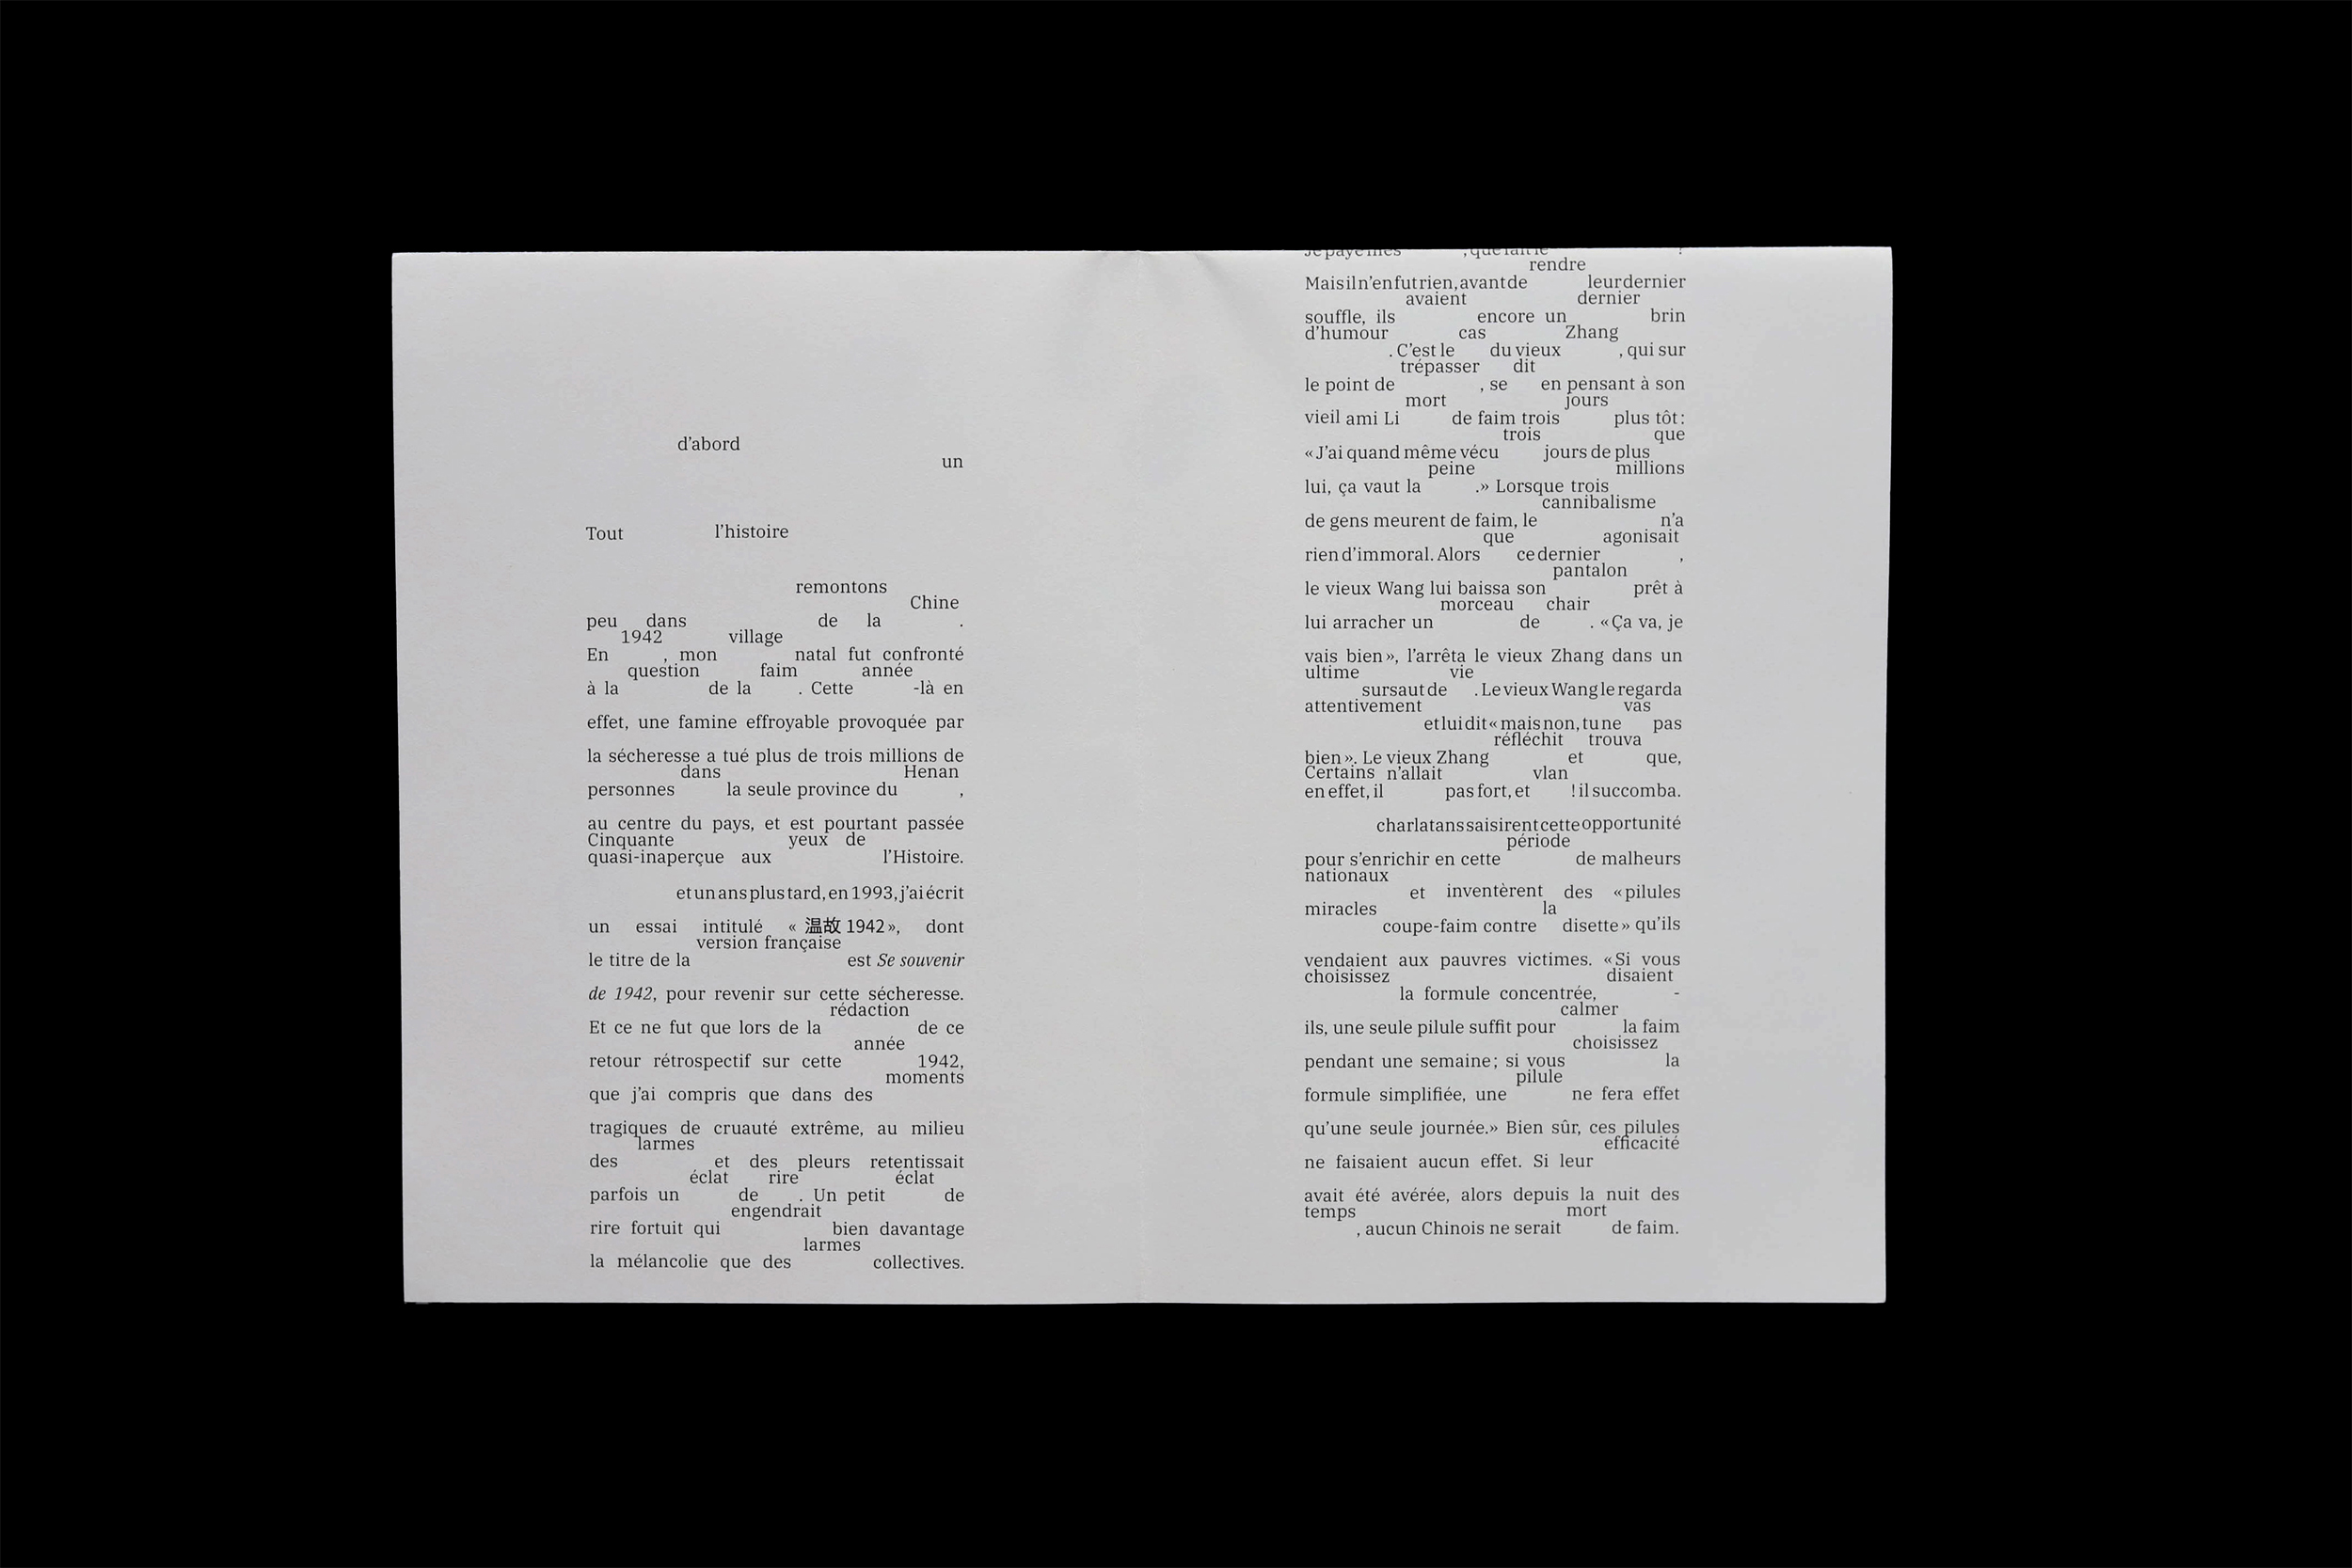 Tout d'abord remontons un
peu dans l'histoire de la Chine.
En 1942, mon village natal fut confronté
à la question de la faim. Cette année-là en
effet, une famine effroyable provoquée par
la sécheresse a tué plus de trois millions de
personnes dans la seule province du Henan,
au centre du pays, et est pourtant passée
quasi-inaperçue aux yeux de l'Histoire.
Cinquante et un ans plus tard, en 1993, j'ai écrit
un essai intitulé « 温故 1942 », dont
le titre de la version française est Se souvenir
de 1942, pour revenir sur cette sécheresse.
Et ce ne fut que lors de la rédaction de ce
retour rétrospectif sur cette année 1942,
que j'ai compris que dans des moments
tragiques de cruauté extrême, au milieu
des larmes et des pleurs retentissait
parfois un éclat de rire. Un petit éclat de
rire fortuit qui engendrait bien davantage
la mélancolie que des larmes collectives.
Mais il n'en fut rien, avant de rendre leur dernier
souffle, ils avaient encore un dernier brin
d'humour. C'est le cas du vieux Zhang, qui sur
le point de trépasser, se dit en pensant à son
vieil ami Li mort de faim trois jours plus tôt :
« J'ai quand même vécu trois jours de plus que
lui, ça vaut la peine.» Lorsque trois millions
de gens meurent de faim, le cannibalisme n'a
rien d'immoral. Alors que ce dernier agonisait,
le vieux Wang lui baissa son pantalon prêt à
lui arracher un morceau de chair. « Ça va, je
vais bien », l'arrêta le vieux Zhang dans un
ultime sursaut de vie. Le vieux Wang le regarda
attentivement et lui dit « mais non, tu ne vas pas
bien ». Le vieux Zhang réfléchit et trouva que,
en effet, il n'allait pas fort, et vlan ! il succomba.
Certains charlatans saisirent cette opportunité
pour s'enrichir en cette période de malheurs
nationaux et inventèrent des « pilules
miracles coupe-faim contre la disette » qu'ils
vendaient aux pauvres victimes. « Si vous
choisissez la formule concentrée, disaient-
ils, une seule pilule suffit pour calmer la faim
pendant une semaine ; si vous choisissez la
formule simplifiée, une pilule ne fera effet
qu'une seule journée.» Bien sûr, ces pilules
ne faisaient aucun effet. Si leur efficacité
avait été avérée, alors depuis la nuit des
temps, aucun Chinois ne serait mort de faim.